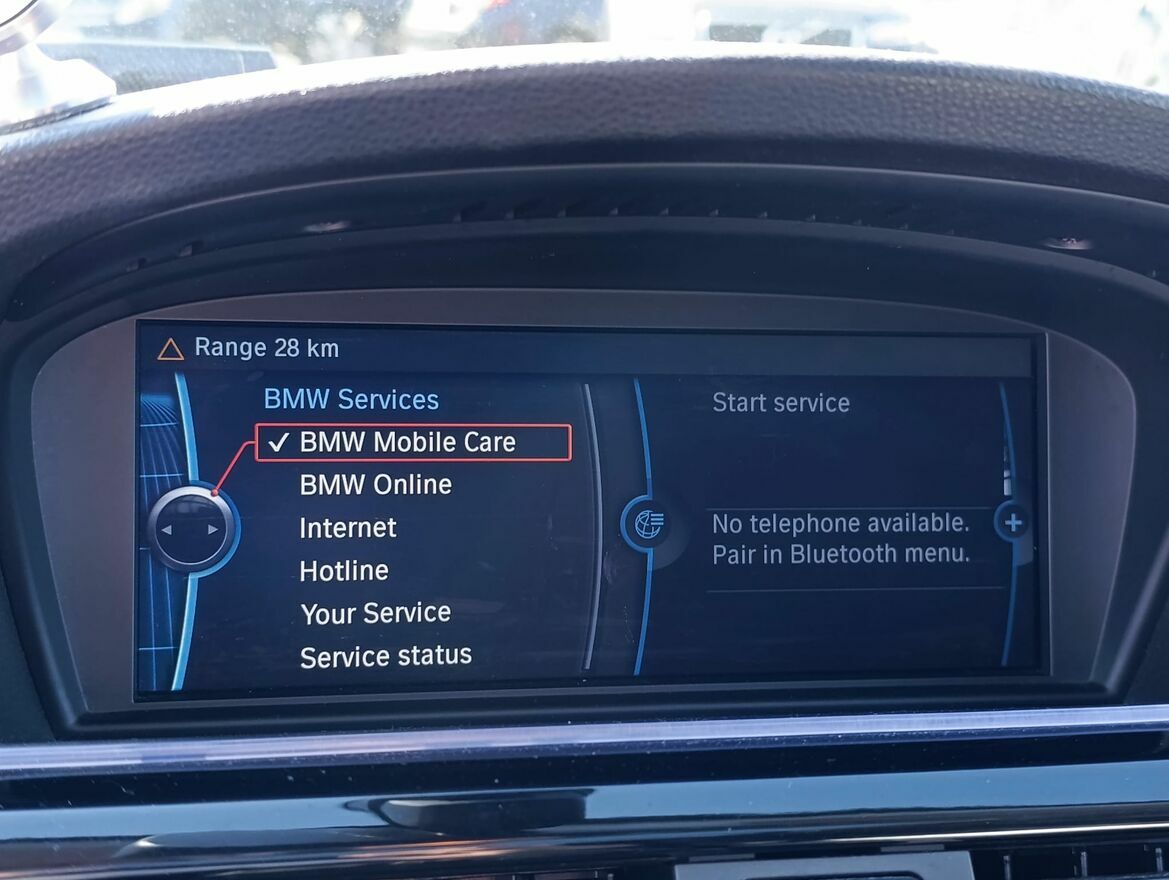 Range 28 km
BMW Services
✓ BMW Mobile Care
BMW Online
Internet
Hotline
Your Service
Service status
Start service
No telephone available.
Pair in Bluetooth menu.